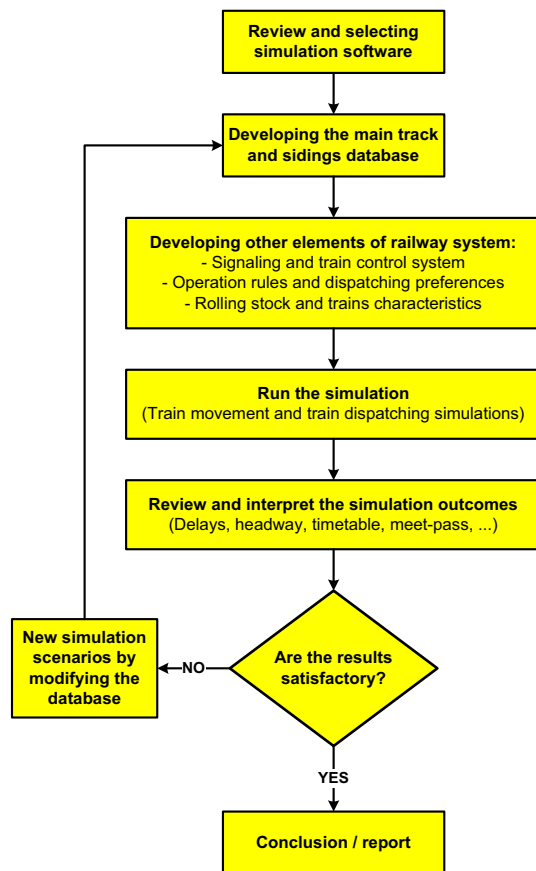 Review and selecting
simulation software
Developing the main track
and sidings database
Developing other elements of railway system:
- Signaling and train control system
- Operation rules and dispatching preferences
- Rolling stock and trains characteristics
Run the simulation
(Train movement and train dispatching simulations)
Review and interpret the simulation outcomes
(Delays, headway, timetable, meet-pass, ...)
Are the results
satisfactory?
NO
New simulation
scenarios by
modifying the
database
YES
Conclusion / report